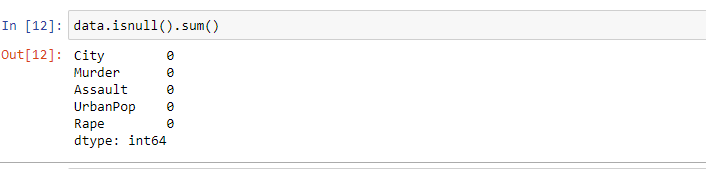 In [12]: data.isnull().sum()
Out[12]: City 0
Murder 0
Assault 0
UrbanPop 0
Rape 0
dtype: int64